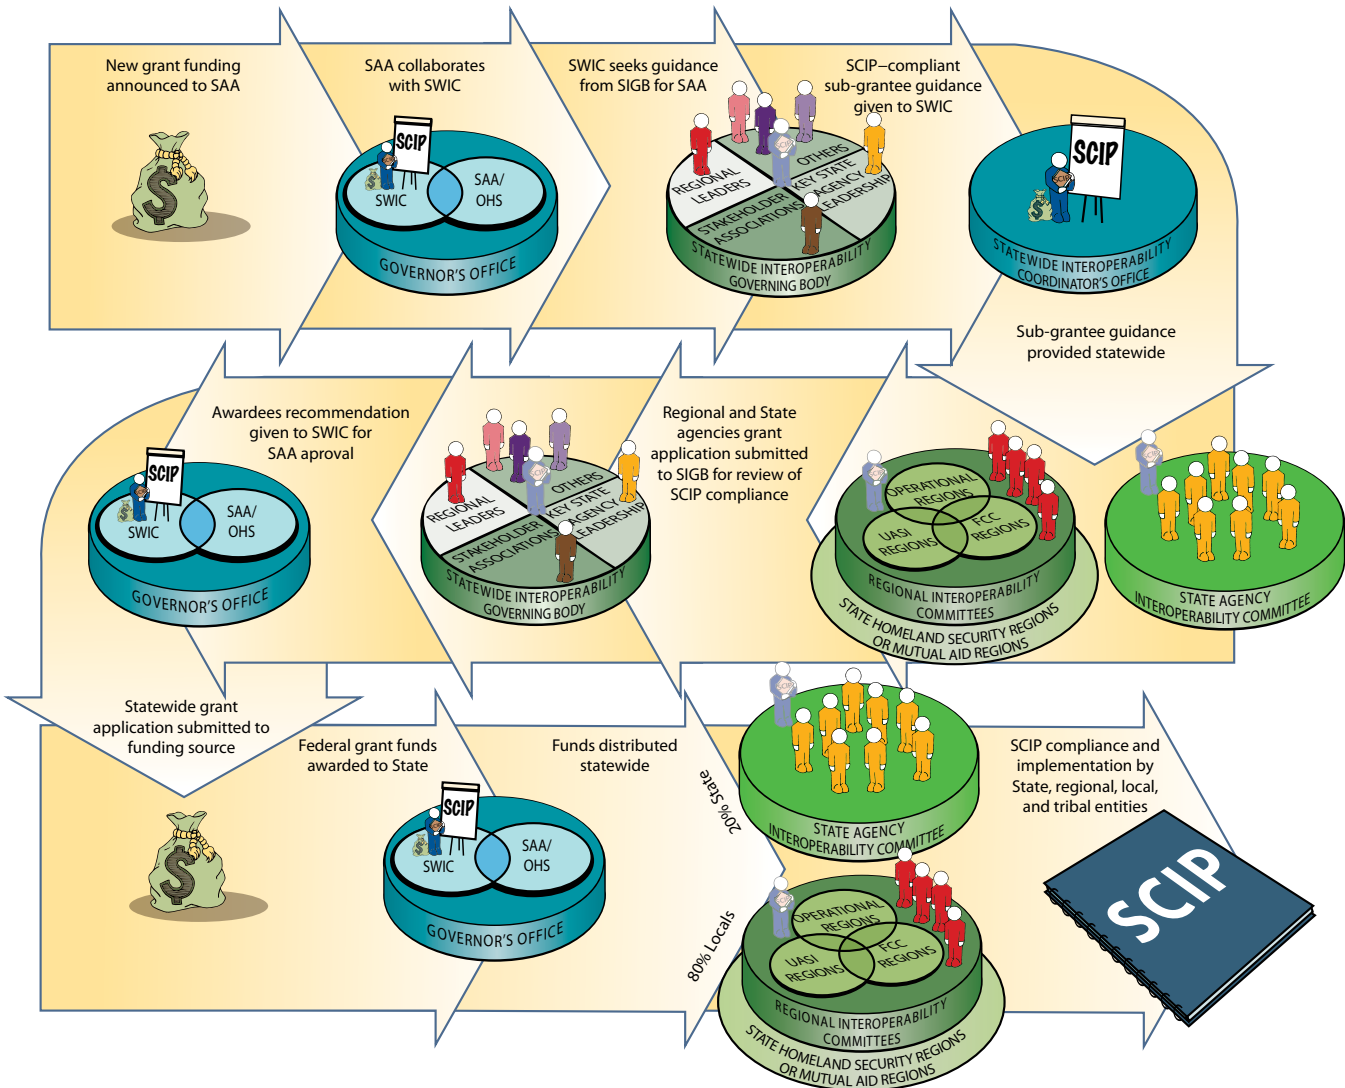 New grant funding
announced to SAA
SAA collaborates
with SWIC
SCIP
SWIC
SAA/
OHS
GOVERNOR'S OFFICE
SWIC seeks guidance
from SIGB for SAA
OTHERS
REGIONAL
LEADERS
KEY STATE
AGENCY
LEADERSHIP
STAKEHOLDER
ASSOCIATIONS
STATEWIDE INTEROPERABILITY
GOVERNING BODY
SCIP–compliant
sub-grantee guidance
given to SWIC
SCIP
STATEWIDE INTEROPERABILITY
COORDINATOR'S OFFICE
Sub-grantee guidance
provided statewide
OPERATIONAL
REGIONS
UASI
REGIONS
FCC
REGIONS
REGIONAL INTEROPERABILITY
COMMITTEES
STATE HOMELAND SECURITY REGIONS
OR MUTUAL AID REGIONS
STATE AGENCY
INTEROPERABILITY COMMITTEE
Regional and State
agencies grant
application submitted
to SIGB for review of
SCIP compliance
OTHERS
REGIONAL
LEADERS
KEY STATE
AGENCY
LEADERSHIP
STAKEHOLDER
ASSOCIATIONS
STATEWIDE INTEROPERABILITY
GOVERNING BODY
Awardees recommendation
given to SWIC for
SAA aproval
SCIP
SWIC
SAA/
OHS
GOVERNOR'S OFFICE
Statewide grant
application submitted to
funding source
Federal grant funds
awarded to State
SCIP
SWIC
SAA/
OHS
GOVERNOR'S OFFICE
Funds distributed
statewide
20% State
STATE AGENCY
INTEROPERABILITY COMMITTEE
80% Locals
OPERATIONAL
REGIONS
UASI
REGIONS
FCC
REGIONS
REGIONAL INTEROPERABILITY
COMMITTEES
STATE HOMELAND SECURITY REGIONS
OR MUTUAL AID REGIONS
SCIP compliance and
implementation by
State, regional, local,
and tribal entities
SCIP